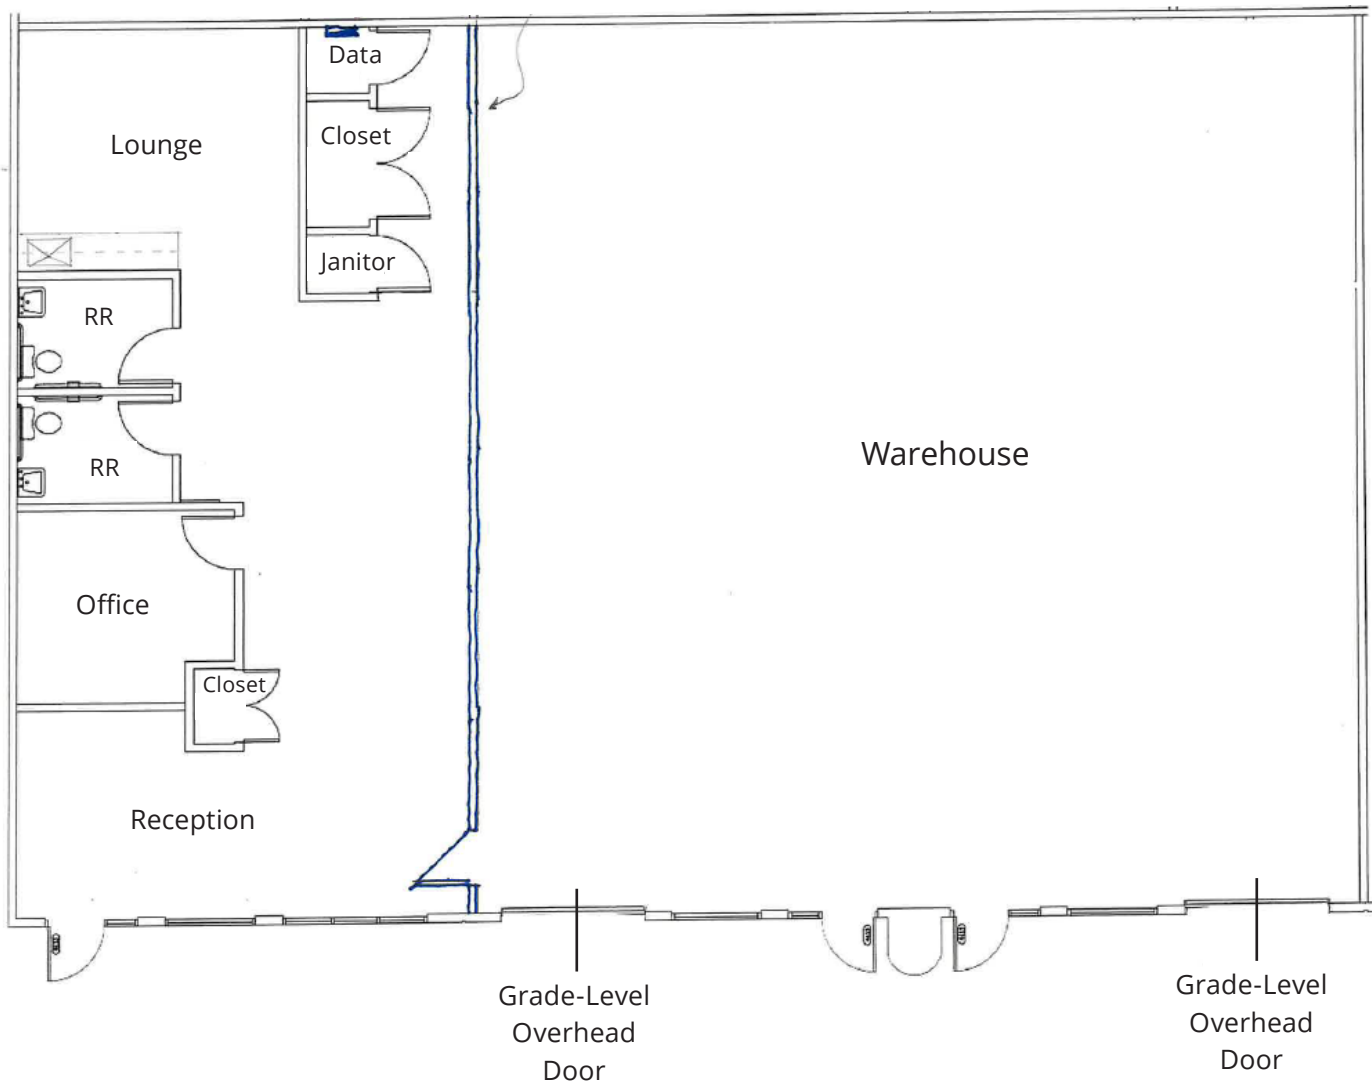 Data
Closet
Lounge
Janitor
RR
RR
Warehouse
Office
Closet
Reception
Grade-Level
Overhead
Door
Grade-Level
Overhead
Door